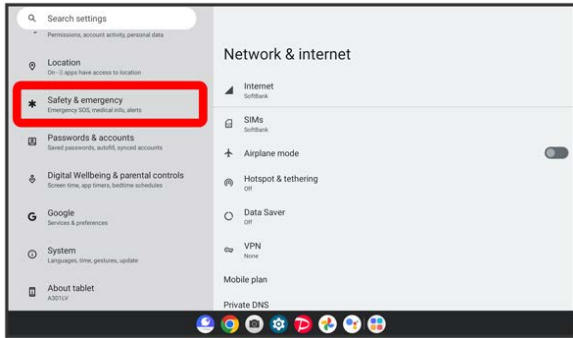 Search settings
Permissions, account activity, personal data
Location
On - 11 apps have access to location
Safety & emergency
Emergency SOS, medical info, alerts
Passwords & accounts
Saved passwords, autofill, synced accounts
Digital Wellbeing & parental controls
Screen time, app timers, bedtime schedules
Google
Services & preferences
System
Languages, time, gestures, update
About tablet
A301LV
Network & internet
Internet
SoftBank
SIMs
SoftBank
Airplane mode
Hotspot & tethering
Off
Data Saver
Off
VPN
None
Mobile plan
Private DNS